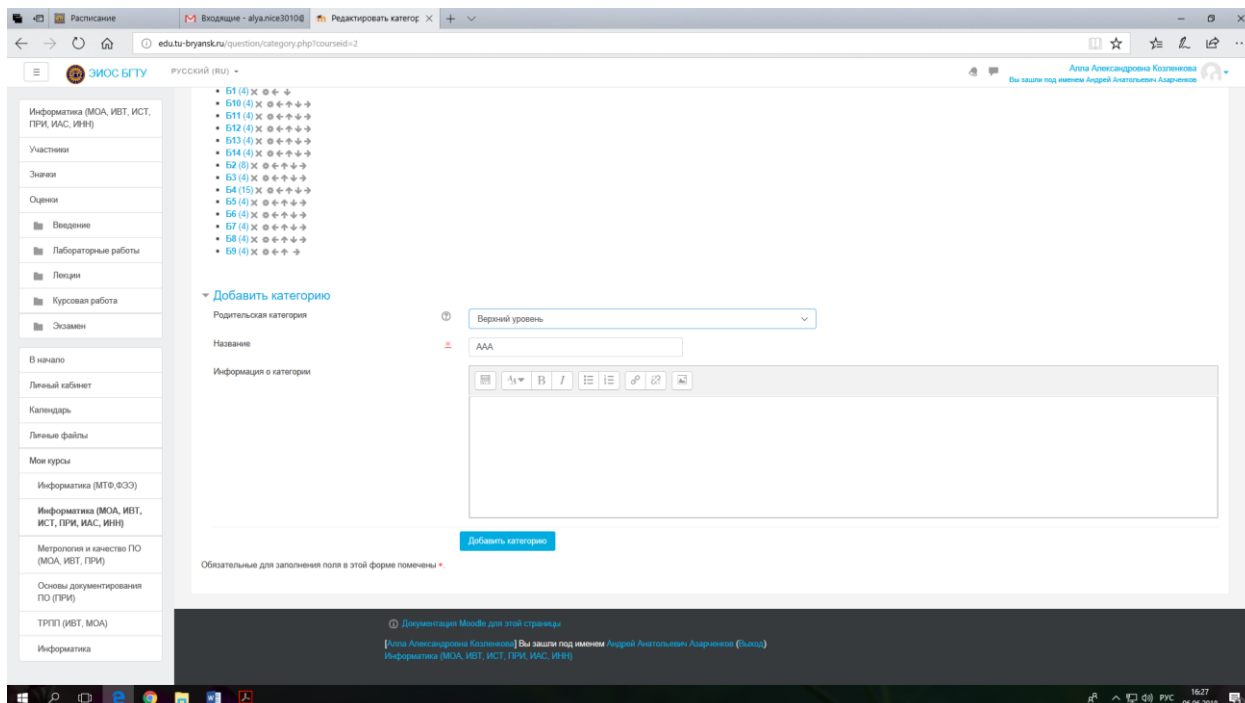 Расписание
Входящие - alya.nice3010@
Редактировать категор
edu.tu-bryansk.ru/question/category.php?courseid=2
ЭИОС БГТУ
РУССКИЙ (RU)
Алла Александровна Козленкова
Вы зашли под именем Андрей Анатольевич Азарченков
Информатика (МОА, ИВТ, ИСТ,
ПРИ, ИАС, ИНН)
Участники
Значки
Оценки
Введение
Лабораторные работы
Лекции
Курсовая работа
Экзамен
В начало
Личный кабинет
Календарь
Личные файлы
Мои курсы
Информатика (МТФ,ФЭЭ)
Информатика (МОА, ИВТ,
ИСТ, ПРИ, ИАС, ИНН)
Метрология и качество ПО
(МОА, ИВТ, ПРИ)
Основы документирования
ПО (ПРИ)
ТРПП (ИВТ, МОА)
Информатика
Б1 (4)
Б10 (4)
Б11 (4)
Б12 (4)
Б13 (4)
Б14 (4)
Б2 (8)
Б3 (4)
Б4 (15)
Б5 (4)
Б6 (4)
Б7 (4)
Б8 (4)
Б9 (4)
Добавить категорию
Родительская категория
Верхний уровень
Название
ААА
Информация о категории
Добавить категорию
Обязательные для заполнения поля в этой форме помечены *.
Документация Moodle для этой страницы
[Алла Александровна Козленкова] Вы зашли под именем Андрей Анатольевич Азарченков (Выход)
Информатика (МОА, ИВТ, ИСТ, ПРИ, ИАС, ИНН)
РУС
16:27